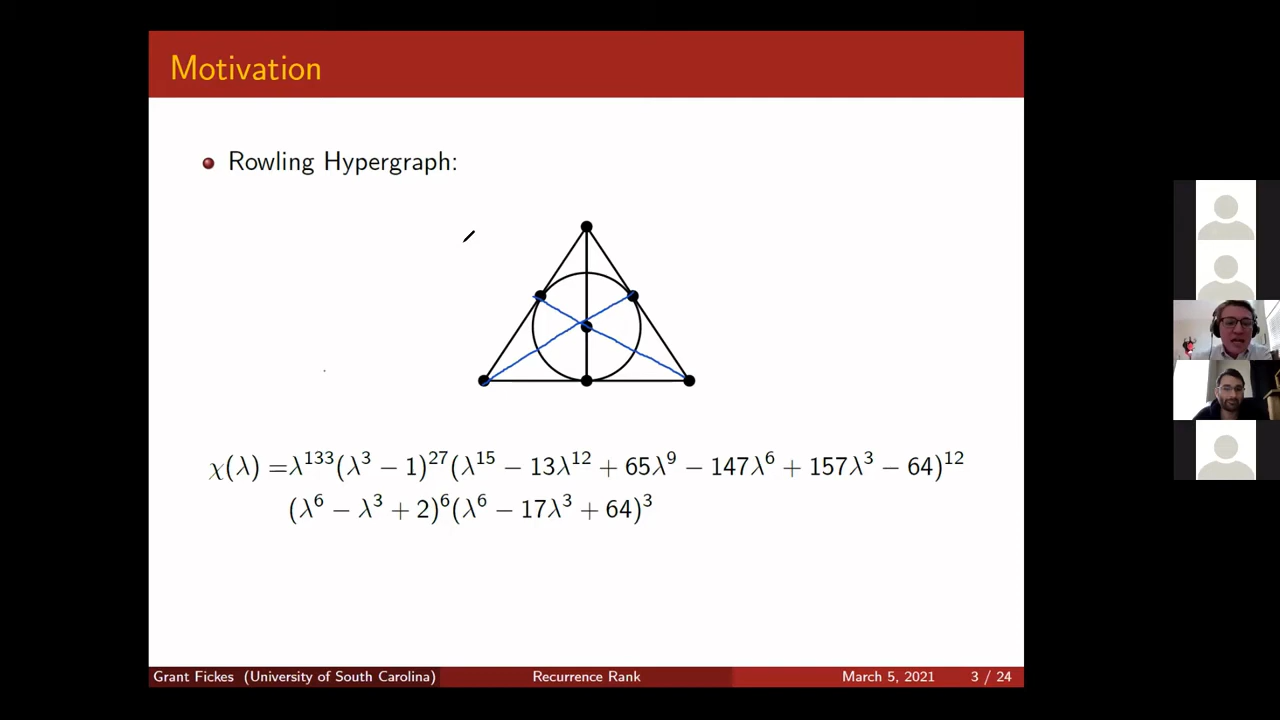 Motivation
Rowling Hypergraph:
χ(λ) =λ^133(λ^3 − 1)^27(λ^15 − 13λ^12 + 65λ^9 − 147λ^6 + 157λ^3 − 64)^12
(λ^6 − λ^3 + 2)^6(λ^6 − 17λ^3 + 64)^3
Grant Fickes (University of South Carolina) Recurrence Rank March 5, 2021 3 / 24